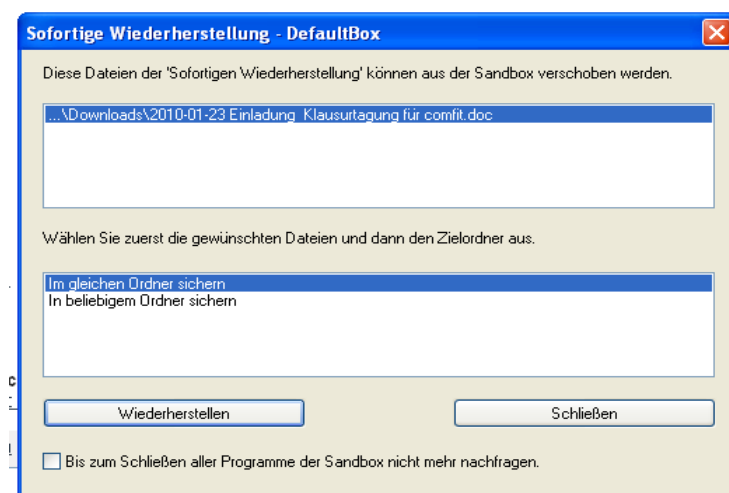 Sofortige Wiederherstellung - DefaultBox
Diese Dateien der 'Sofortigen Wiederherstellung' können aus der Sandbox verschoben werden.
...\Downloads\2010-01-23 Einladung  Klausurtagung für comfit.doc
Wählen Sie zuerst die gewünschten Dateien und dann den Zielordner aus.
Im gleichen Ordner sichern
In beliebigem Ordner sichern
Wiederherstellen
Schließen
Bis zum Schließen aller Programme der Sandbox nicht mehr nachfragen.